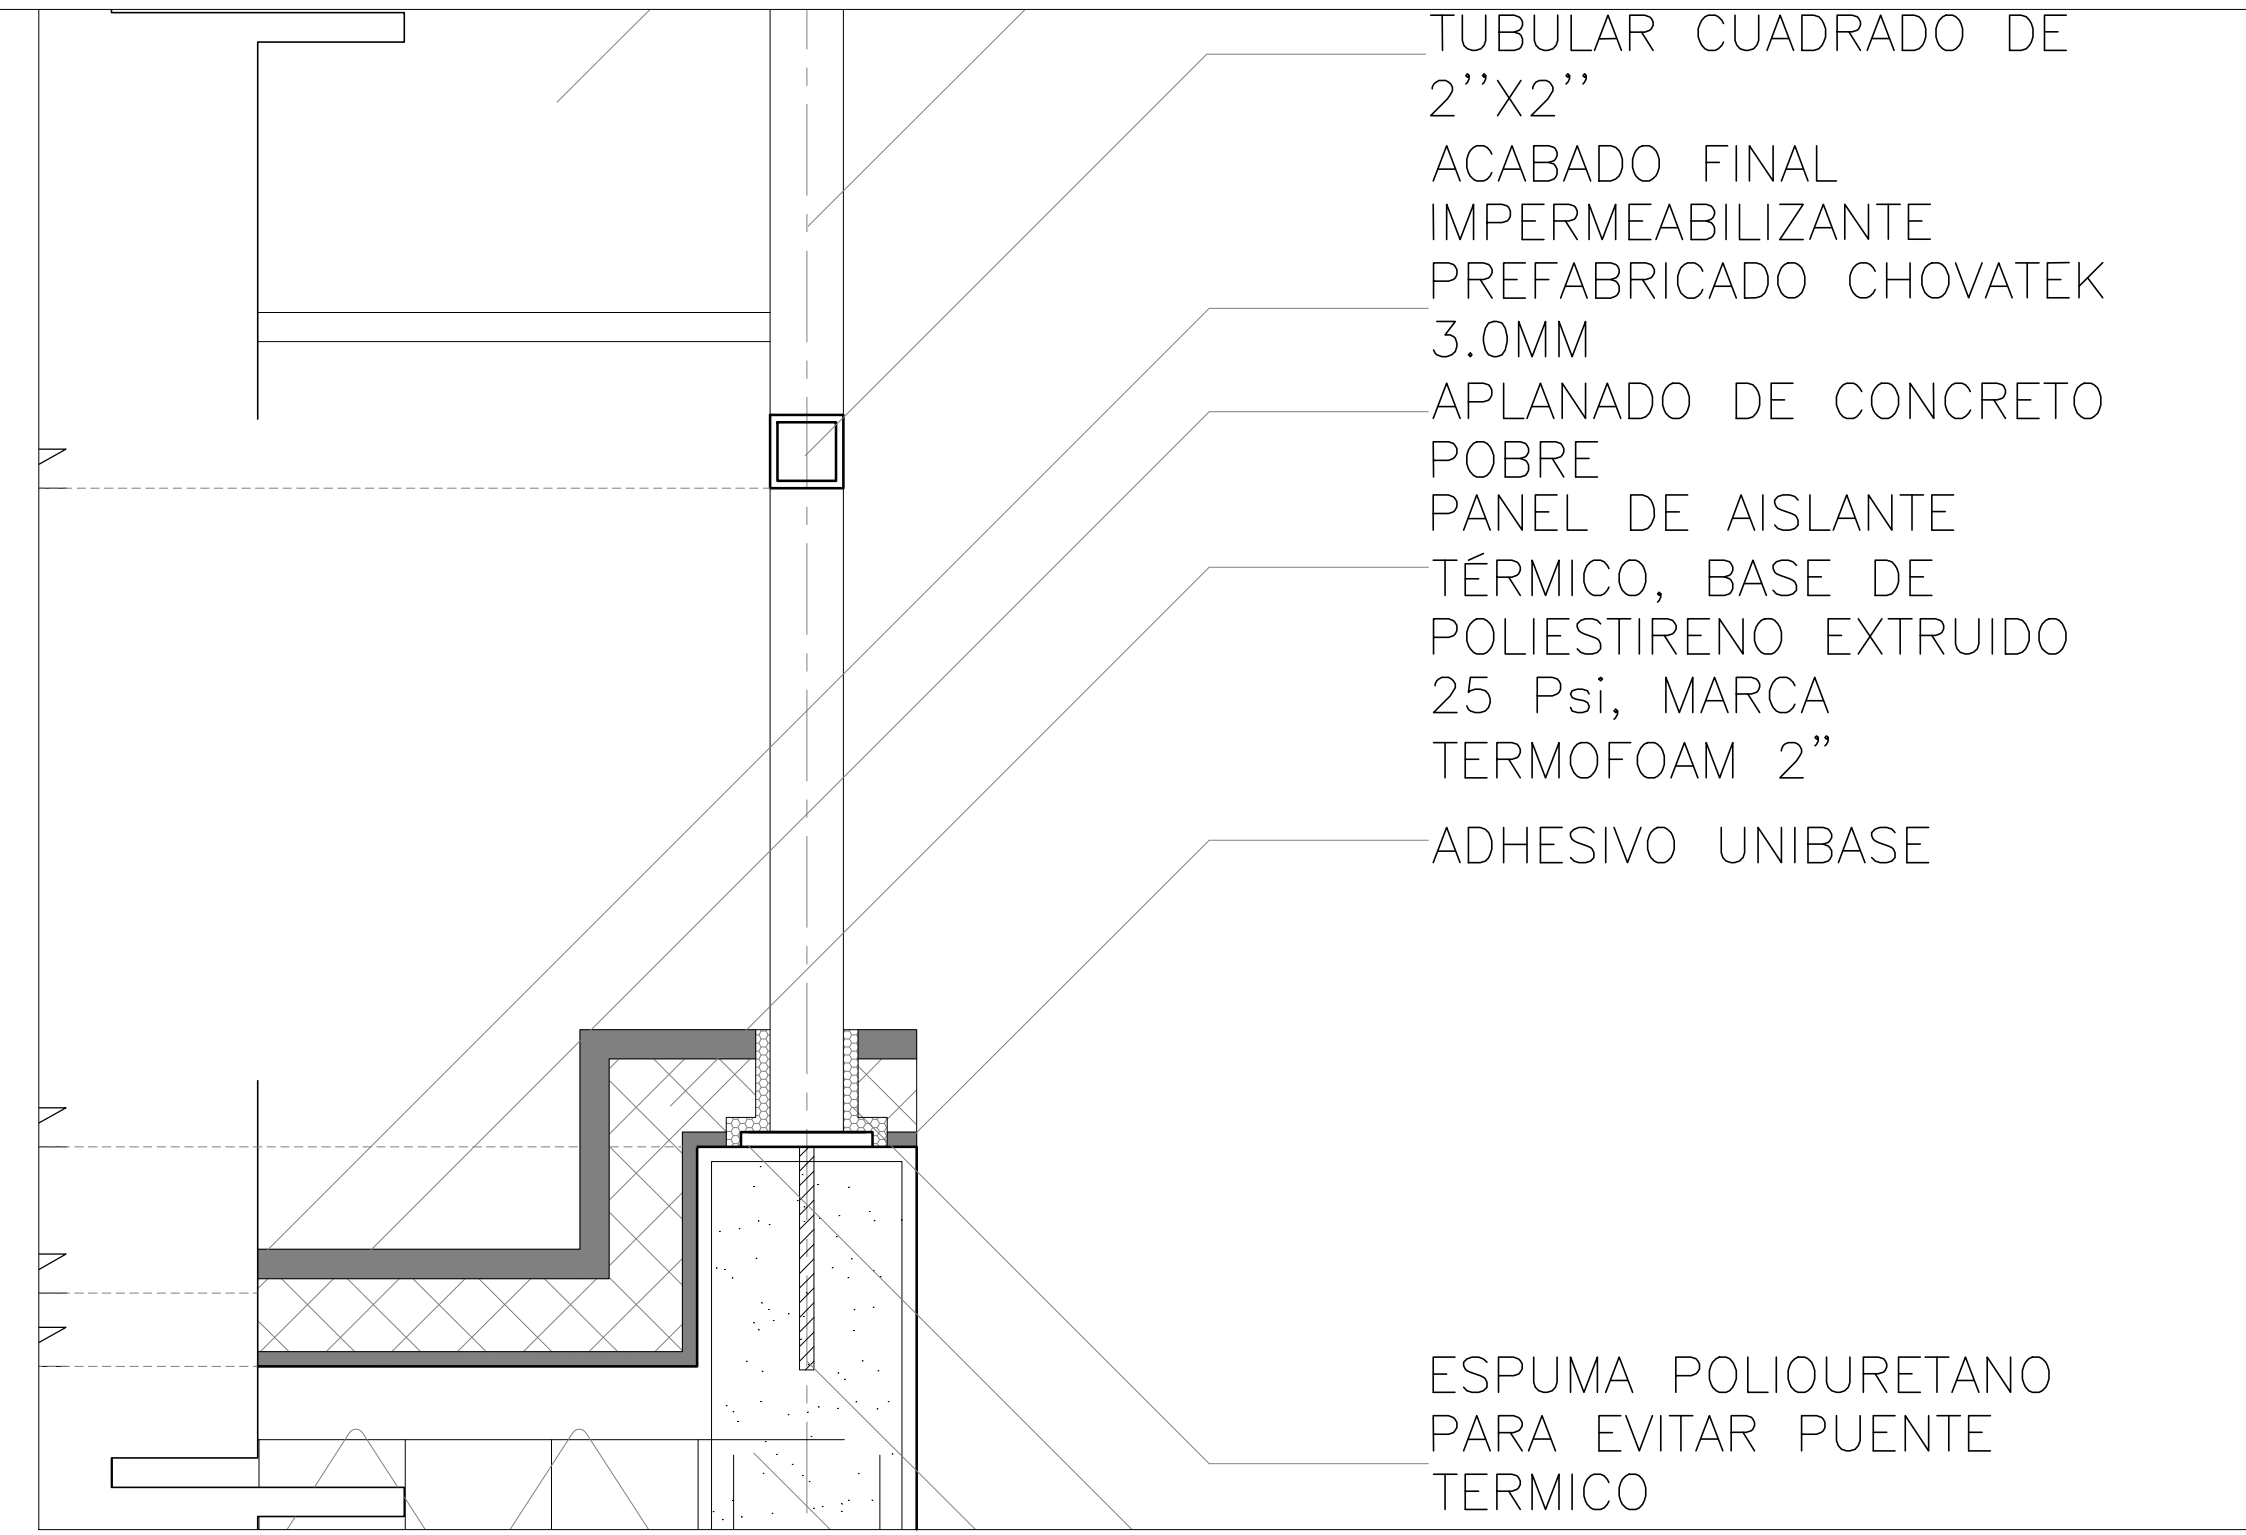 TUBULAR CUADRADO DE
2’’X2’’
ACABADO FINAL
IMPERMEABILIZANTE
PREFABRICADO CHOVATEK
3.0MM
APLANADO DE CONCRETO
POBRE
PANEL DE AISLANTE
TÉRMICO, BASE DE
POLIESTIRENO EXTRUIDO
25 Psi, MARCA
TERMOFOAM 2”
ADHESIVO UNIBASE
ESPUMA POLIOURETANO
PARA EVITAR PUENTE
TERMICO